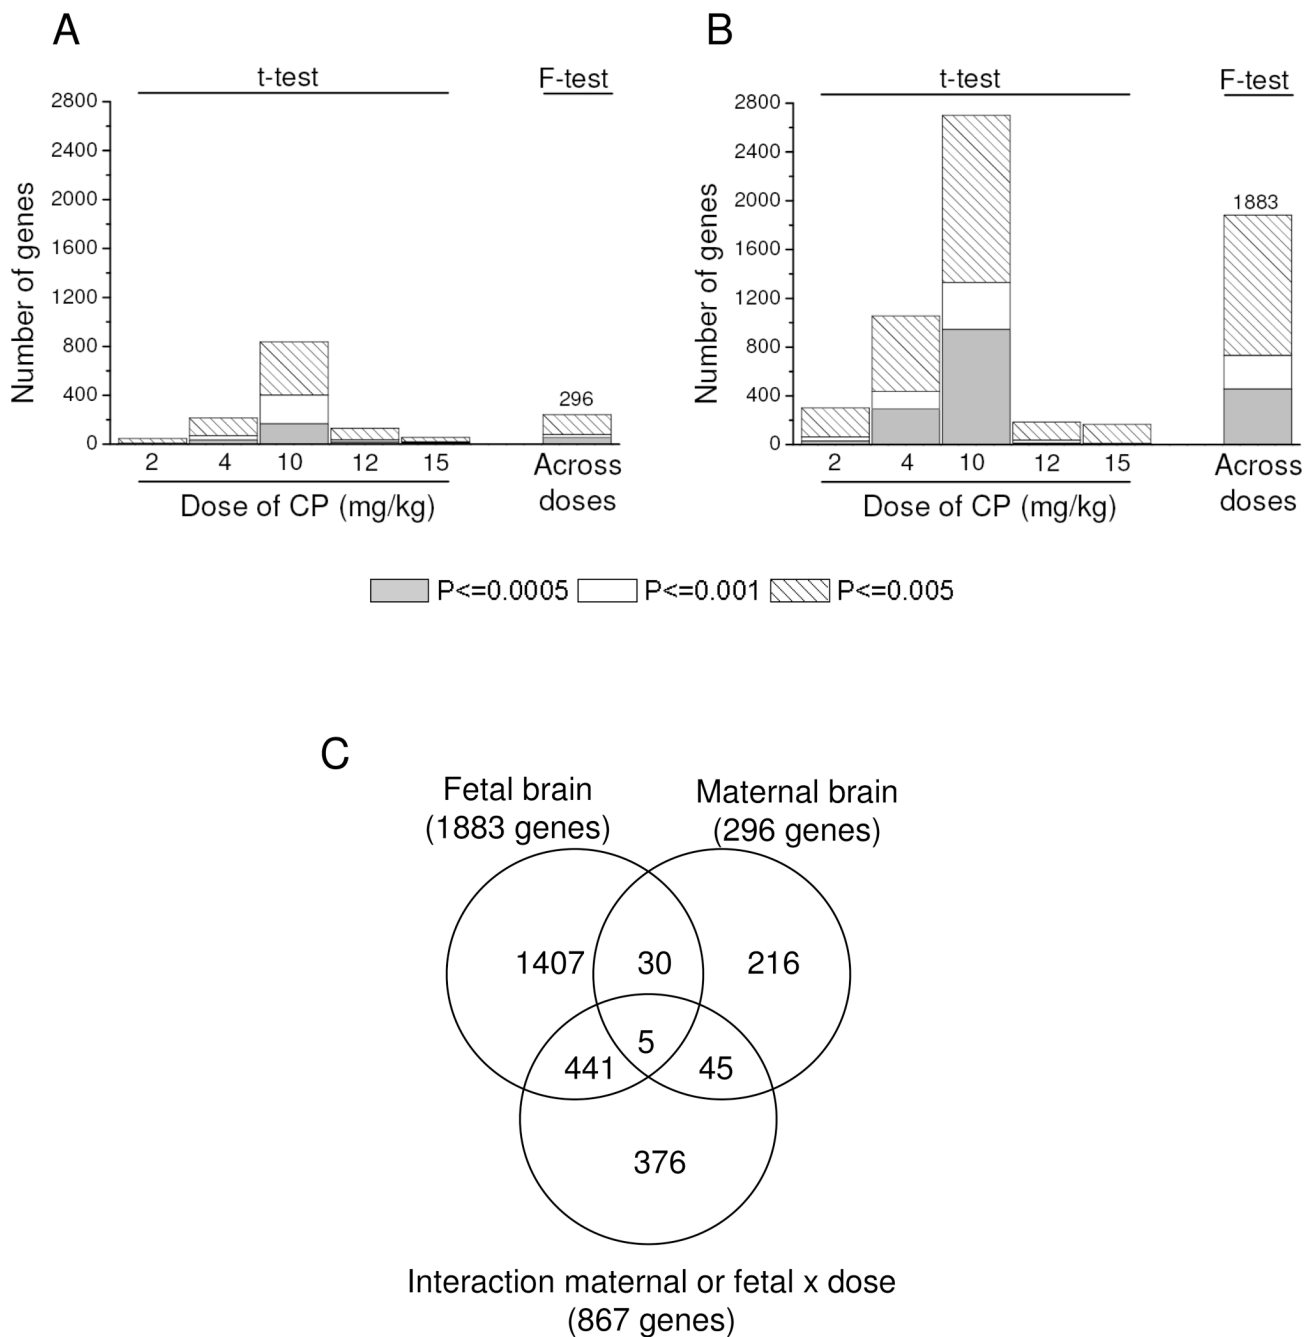 A
t-test
F-test
2800
2400
2000
1600
1200
800
400
0
Number of genes
296
2 4 10 12 15
Across
doses
Dose of CP (mg/kg)
B
t-test
F-test
2800
2400
2000
1600
1200
800
400
0
Number of genes
1883
2 4 10 12 15
Across
doses
Dose of CP (mg/kg)
P<=0.0005 P<=0.001 P<=0.005
C
Fetal brain
(1883 genes)
Maternal brain
(296 genes)
1407 30 216
5
441 45
376
Interaction maternal or fetal x dose
(867 genes)